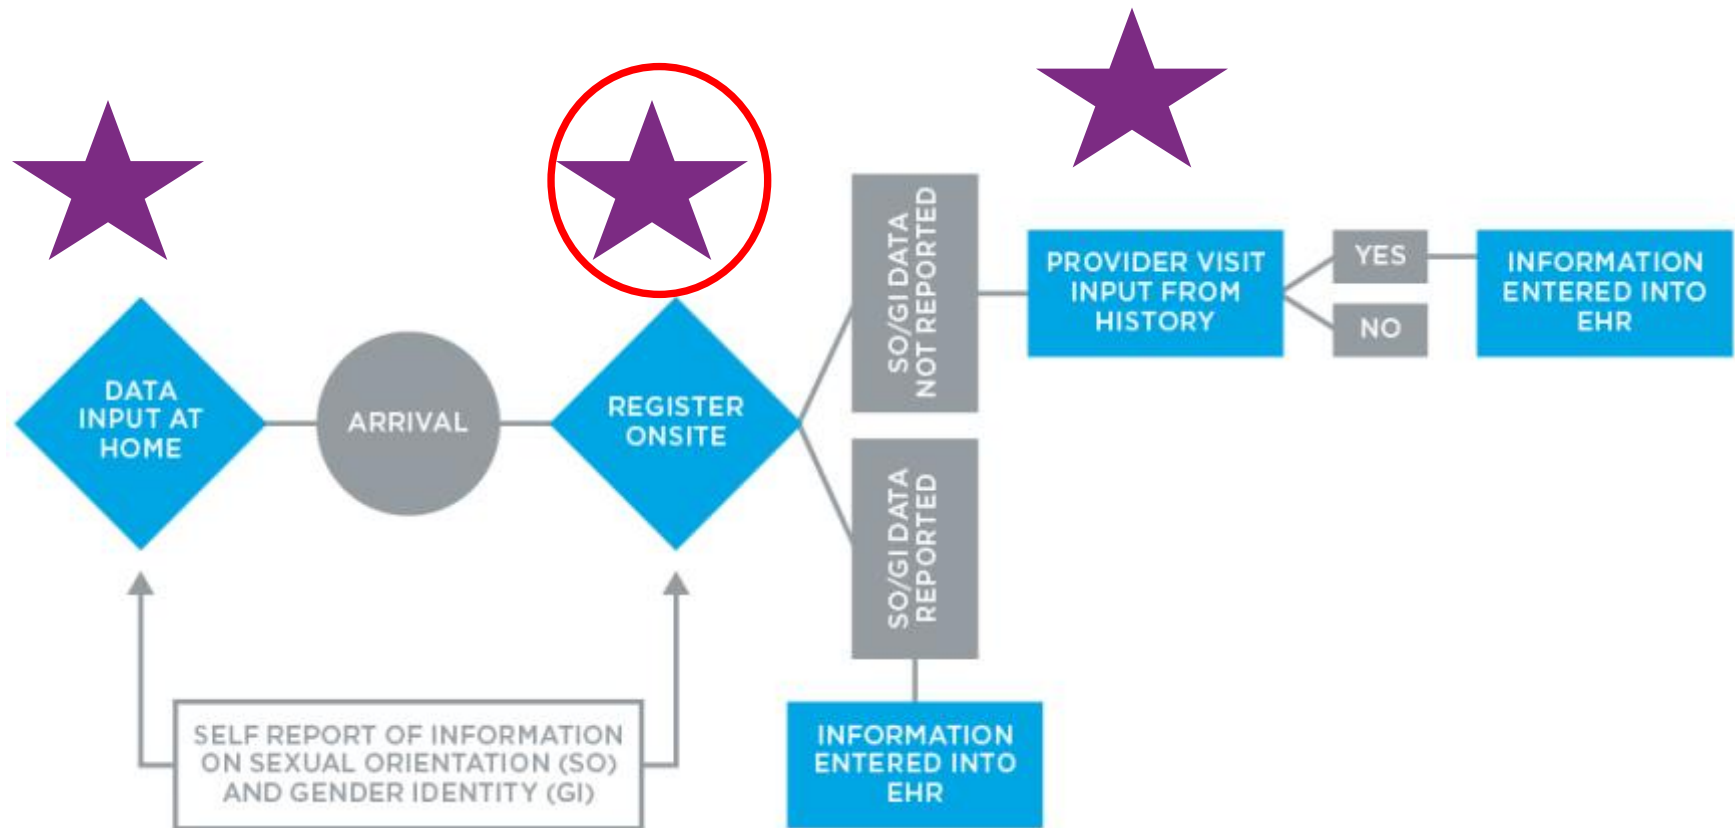 DATA
INPUT AT
HOME
ARRIVAL
REGISTER
ONSITE
SO/GI DATA
NOT REPORTED
PROVIDER VISIT
INPUT FROM
HISTORY
YES
NO
INFORMATION
ENTERED INTO
EHR
SO/GI DATA
REPORTED
INFORMATION
ENTERED INTO
EHR
SELF REPORT OF INFORMATION
ON SEXUAL ORIENTATION (SO)
AND GENDER IDENTITY (GI)